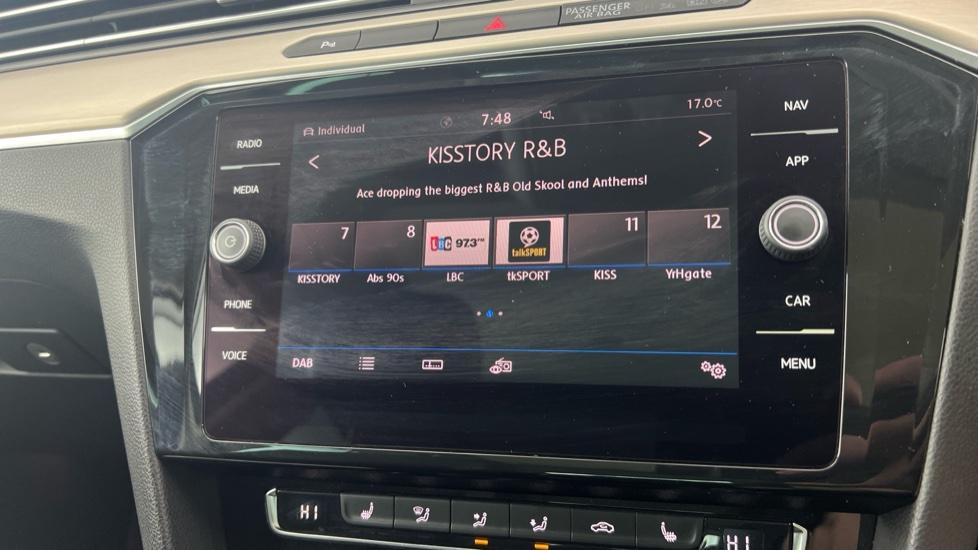 P
PASSENGER
AIR BAG
RADIO
MEDIA
PHONE
VOICE
Individual
7:48
17.0°C
< KISSTORY R&B >
Ace dropping the biggest R&B Old Skool and Anthems!
7 8 LBC 97.3FM talkSPORT 11 12
KISSTORY Abs 90s LBC tkSPORT KISS YrHgate
DAB
NAV
APP
CAR
MENU
HI
HI